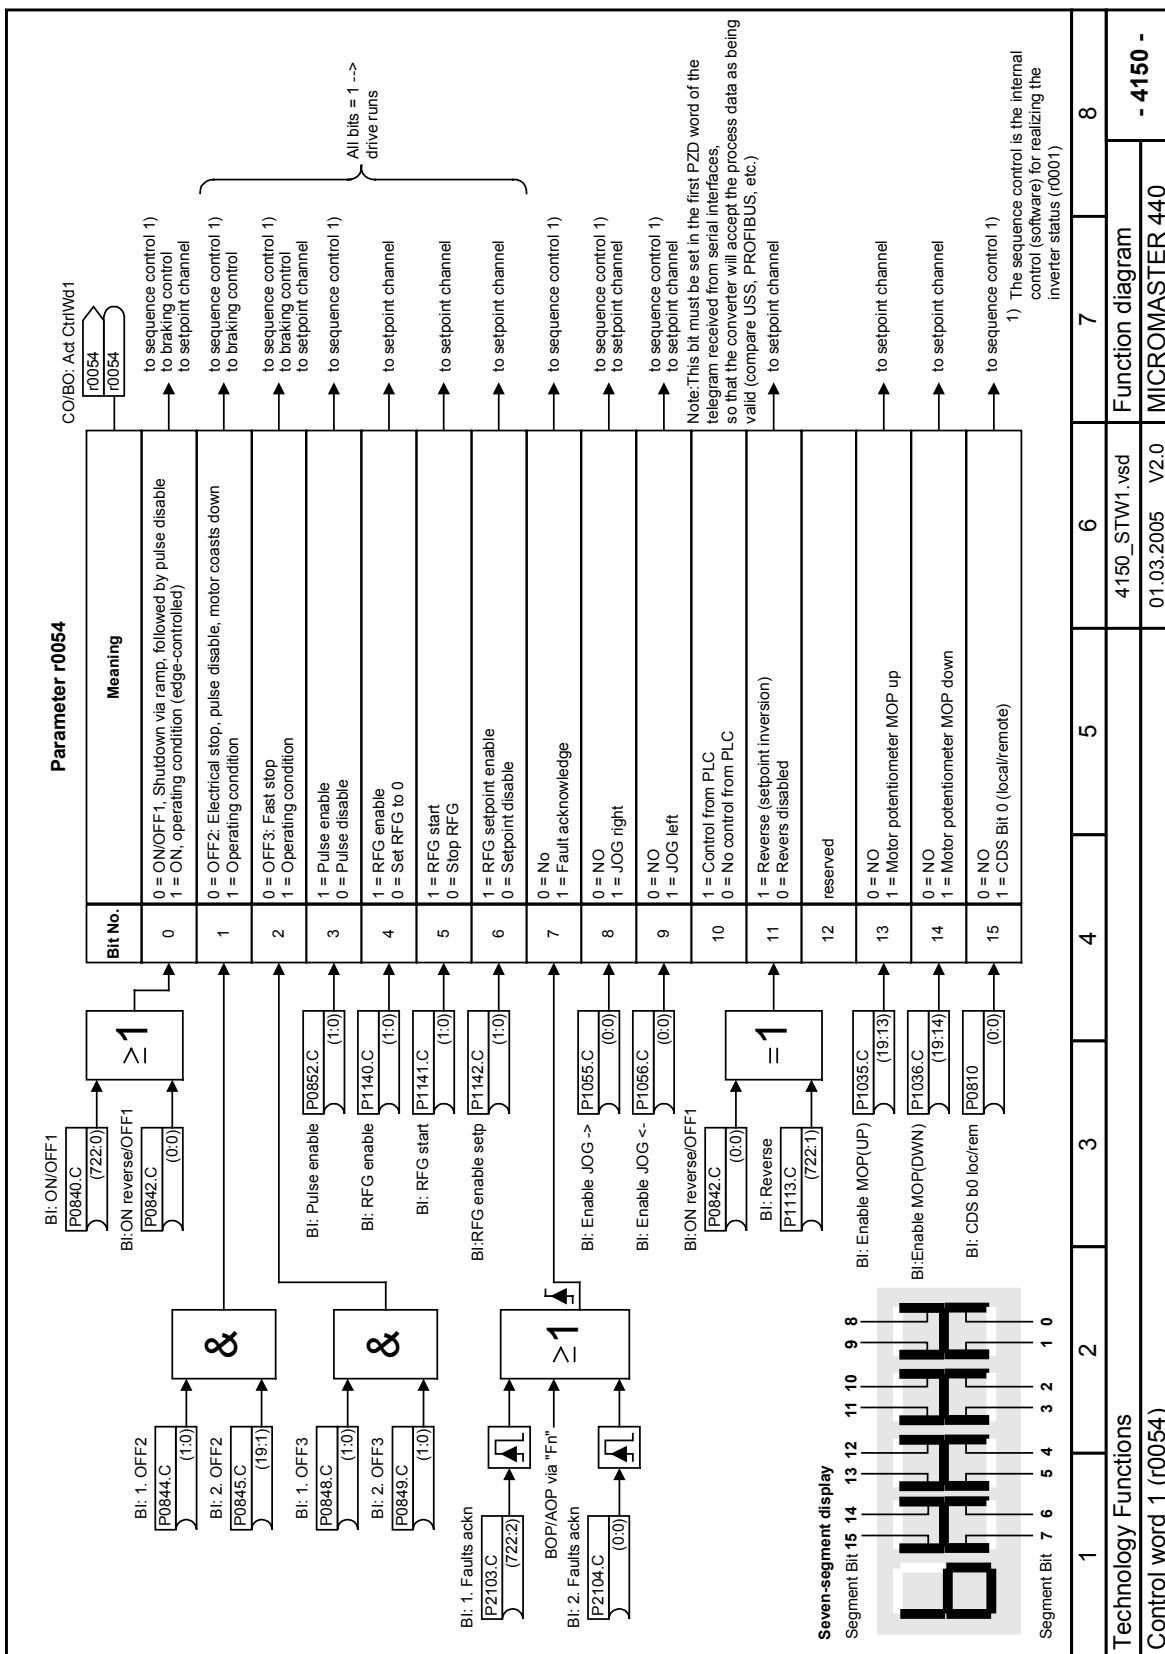 Parameter r0054
CO/BO: Act CtrlWd1
r0054
r0054
Bit No.
Meaning
BI: ON/OFF1
P0840.C
(722:0)
BI:ON reverse/OFF1
P0842.C
(0:0)
≥1
0
0 = ON/OFF1, Shutdown via ramp, followed by pulse disable
1 = ON, operating condition (edge-controlled)
to sequence control 1)
to braking control
to setpoint channel
BI: 1. OFF2
P0844.C
(1:0)
BI: 2. OFF2
P0845.C
(19:1)
&
1
0 = OFF2: Electrical stop, pulse disable, motor coasts down
1 = Operating condition
to sequence control 1)
to braking control
BI: 1. OFF3
P0848.C
(1:0)
BI: 2. OFF3
P0849.C
(1:0)
&
2
0 = OFF3: Fast stop
1 = Operating condition
to sequence control 1)
to braking control
to setpoint channel
BI: Pulse enable
P0852.C
(1:0)
3
1 = Pulse enable
0 = Pulse disable
to sequence control 1)
All bits = 1 -->
drive runs
BI: RFG enable
P1140.C
(1:0)
4
1 = RFG enable
0 = Set RFG to 0
to setpoint channel
BI: RFG start
P1141.C
(1:0)
5
1 = RFG start
0 = Stop RFG
to setpoint channel
BI:RFG enable setp
P1142.C
(1:0)
6
1 = RFG setpoint enable
0 = Setpoint disable
to setpoint channel
BI: 1. Faults ackn
P2103.C
(722:2)
BOP/AOP via "Fn"
BI: 2. Faults ackn
P2104.C
(0:0)
≥1
7
0 = No
1 = Fault acknowledge
to sequence control 1)
BI: Enable JOG ->
P1055.C
(0:0)
8
0 = NO
1 = JOG right
to sequence control 1)
to setpoint channel
BI: Enable JOG <-
P1056.C
(0:0)
9
0 = NO
1 = JOG left
to sequence control 1)
to setpoint channel
10
1 = Control from PLC
0 = No control from PLC
Note:This bit must be set in the first PZD word of the
telegram received from serial interfaces,
so that the converter will accept the process data as being
valid (compare USS, PROFIBUS, etc.)
BI:ON reverse/OFF1
P0842.C
(0:0)
BI: Reverse
P1113.C
(722:1)
=1
11
1 = Reverse (setpoint inversion)
0 = Revers disabled
to setpoint channel
12
reserved
BI: Enable MOP(UP)
P1035.C
(19:13)
13
0 = NO
1 = Motor potentiometer MOP up
to setpoint channel
BI:Enable MOP(DWN)
P1036.C
(19:14)
14
0 = NO
1 = Motor potentiometer MOP down
to setpoint channel
BI: CDS b0 loc/rem
P0810
(0:0)
15
0 = NO
1 = CDS Bit 0 (local/remote)
to sequence control 1)
1) The sequence control is the internal
control (software) for realizing the
inverter status (r0001)
Seven-segment display
Segment Bit 15 14 13 12 11 10 9 8
Segment Bit 7 6 5 4 3 2 1 0
1 2 3 4 5 6 7 8
Technology Functions
4150_STW1.vsd
Function diagram
- 4150 -
Control word 1 (r0054)
01.03.2005 V2.0
MICROMASTER 440